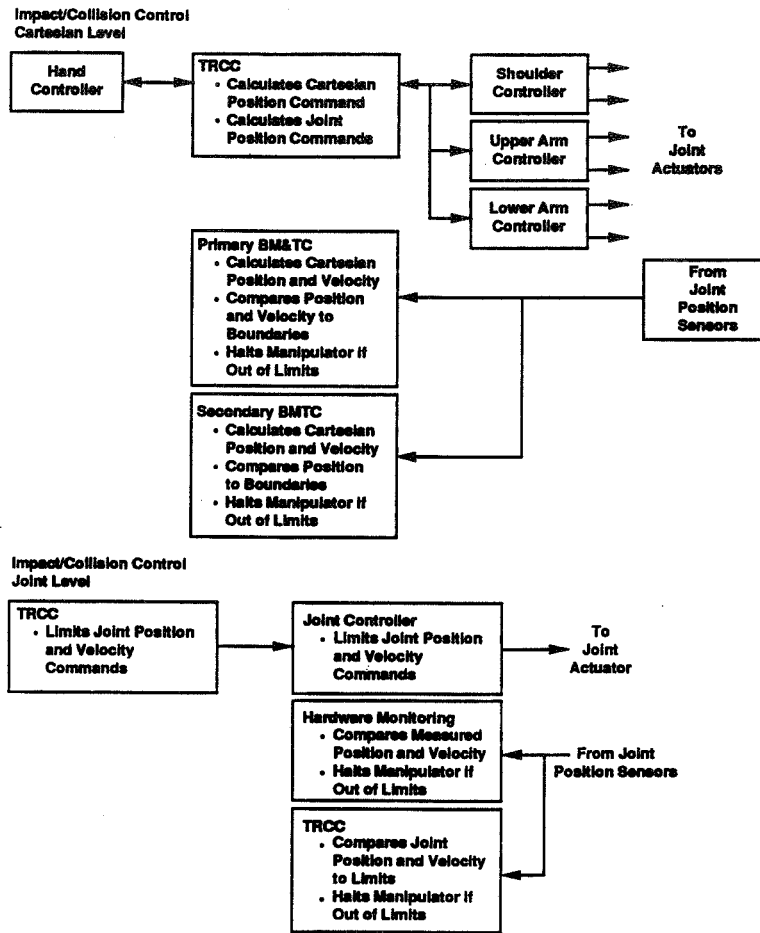 Impact/Collision Control
Cartesian Level
Hand
Controller
TRCC
• Calculates Cartesian
Position Command
• Calculates Joint
Position Commands
Shoulder
Controller
Upper Arm
Controller
Lower Arm
Controller
To
Joint
Actuators
Primary BM&TC
• Calculates Cartesian
Position and Velocity
• Compares Position
and Velocity to
Boundaries
• Halts Manipulator if
Out of Limits
From
Joint
Position
Sensors
Secondary BMTC
• Calculates Cartesian
Position and Velocity
• Compares Position
to Boundaries
• Halts Manipulator if
Out of Limits
Impact/Collision Control
Joint Level
TRCC
• Limits Joint Position
and Velocity
Commands
Joint Controller
• Limits Joint Position
and Velocity
Commands
To
Joint
Actuator
Hardware Monitoring
• Compares Measured
Position and Velocity
• Halts Manipulator if
Out of Limits
From Joint
Position Sensors
TRCC
• Compares Joint
Position and Velocity
to Limits
• Halts Manipulator if
Out of Limits